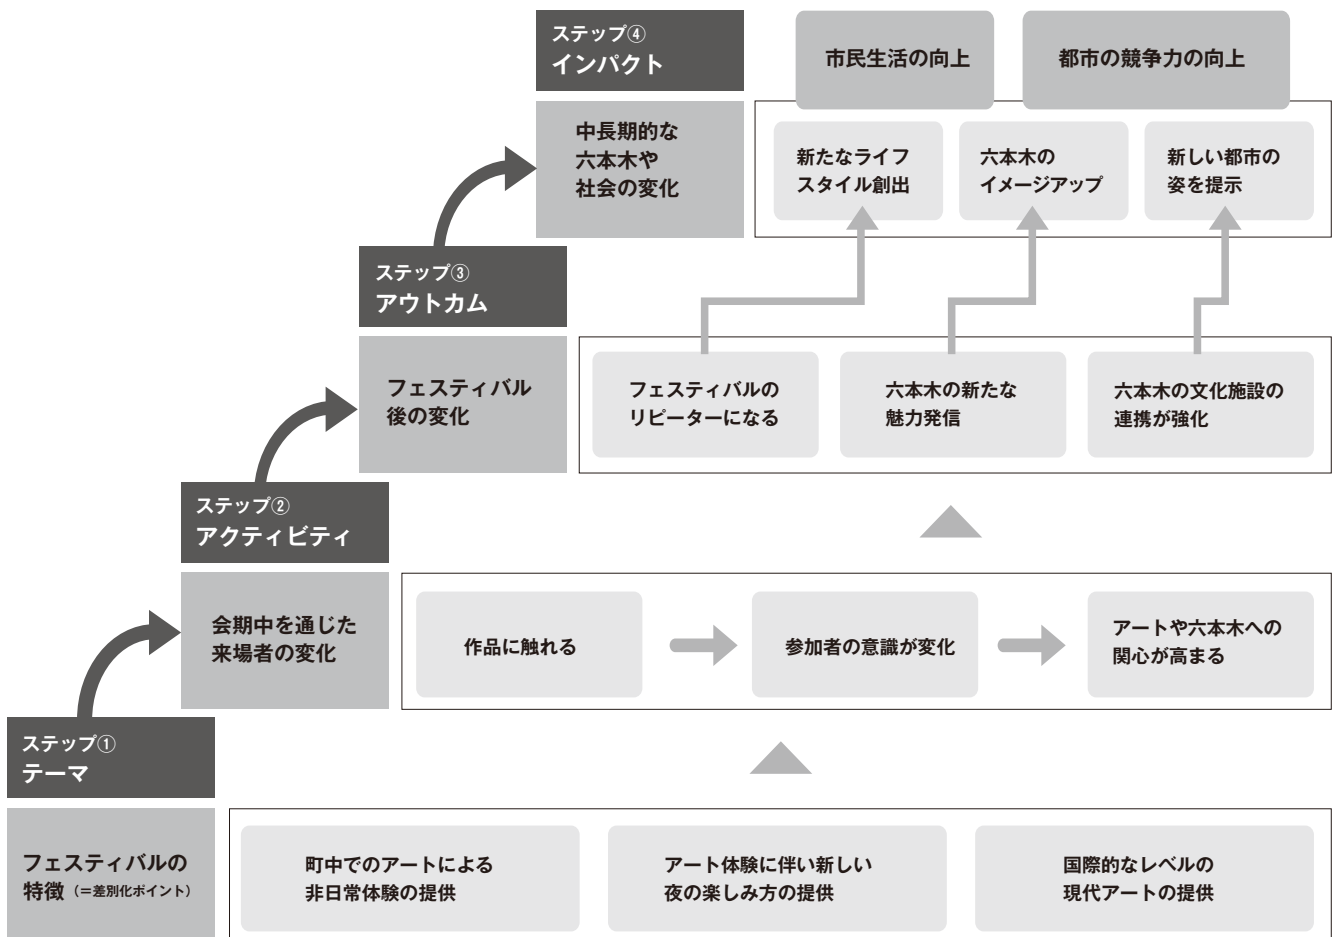 ステップ④
インパクト
市民生活の向上
都市の競争力の向上
中長期的な
六本木や
社会の変化
新たなライフ
スタイル創出
六本木の
イメージアップ
新しい都市の
姿を提示
ステップ③
アウトカム
フェスティバル
後の変化
フェスティバルの
リピーターになる
六本木の新たな
魅力発信
六本木の文化施設の
連携が強化
ステップ②
アクティビティ
会期中を通じた
来場者の変化
作品に触れる
参加者の意識が変化
アートや六本木への
関心が高まる
ステップ①
テーマ
フェスティバルの
特徴（＝差別化ポイント）
町中でのアートによる
非日常体験の提供
アート体験に伴い新しい
夜の楽しみ方の提供
国際的なレベルの
現代アートの提供